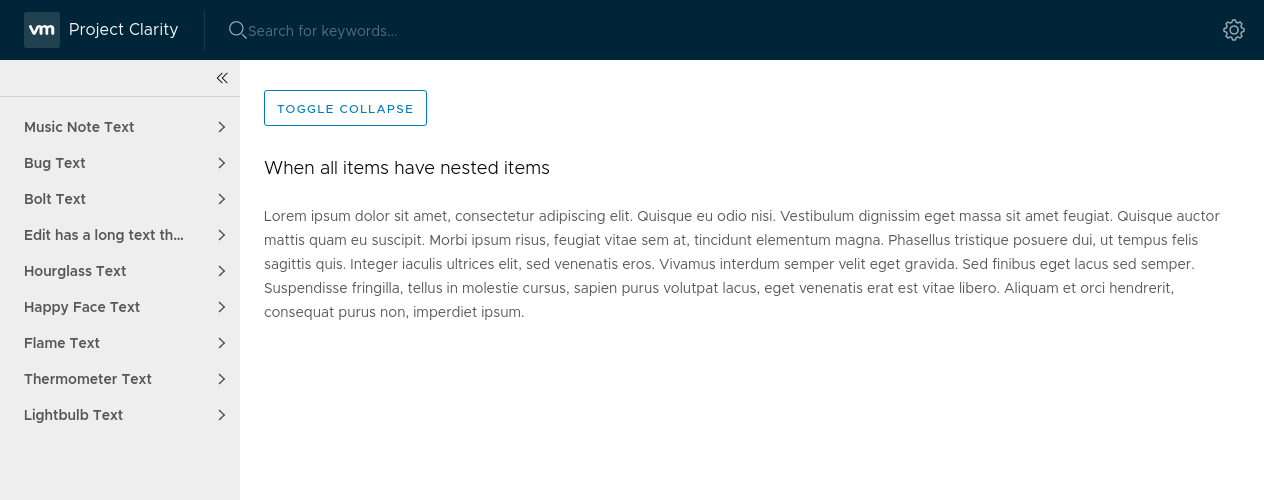 vm Project Clarity Search for keywords...
TOGGLE COLLAPSE
Music Note Text
Bug Text
Bolt Text
Edit has a long text th...
Hourglass Text
Happy Face Text
Flame Text
Thermometer Text
Lightbulb Text
When all items have nested items
Lorem ipsum dolor sit amet, consectetur adipiscing elit. Quisque eu odio nisi. Vestibulum dignissim eget massa sit amet feugiat. Quisque auctor
mattis quam eu suscipit. Morbi ipsum risus, feugiat vitae sem at, tincidunt elementum magna. Phasellus tristique posuere dui, ut tempus felis
sagittis quis. Integer iaculis ultrices elit, sed venenatis eros. Vivamus interdum semper velit eget gravida. Sed finibus eget lacus sed semper.
Suspendisse fringilla, tellus in molestie cursus, sapien purus volutpat lacus, eget venenatis erat est vitae libero. Aliquam et orci hendrerit,
consequat purus non, imperdiet ipsum.